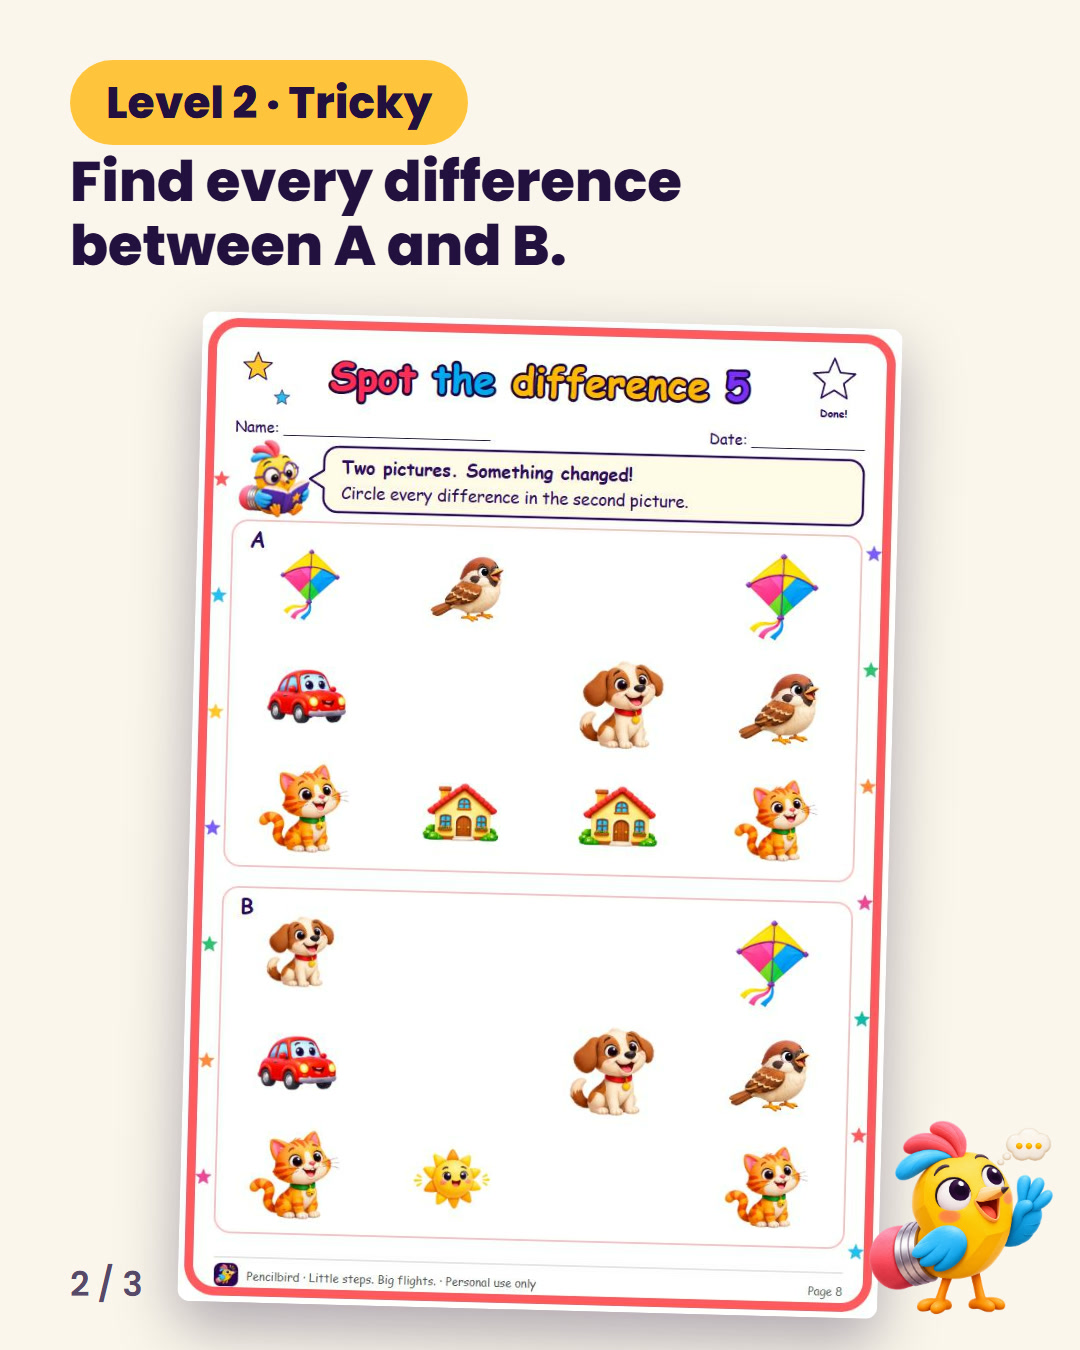 Level 2 · Tricky
Find every difference
between A and B.
Spot the difference 5
Done!
Name:
Date:
Two pictures. Something changed!
Circle every difference in the second picture.
A
B
Pencilbird · Little steps. Big flights. · Personal use only
Page 8
2 / 3